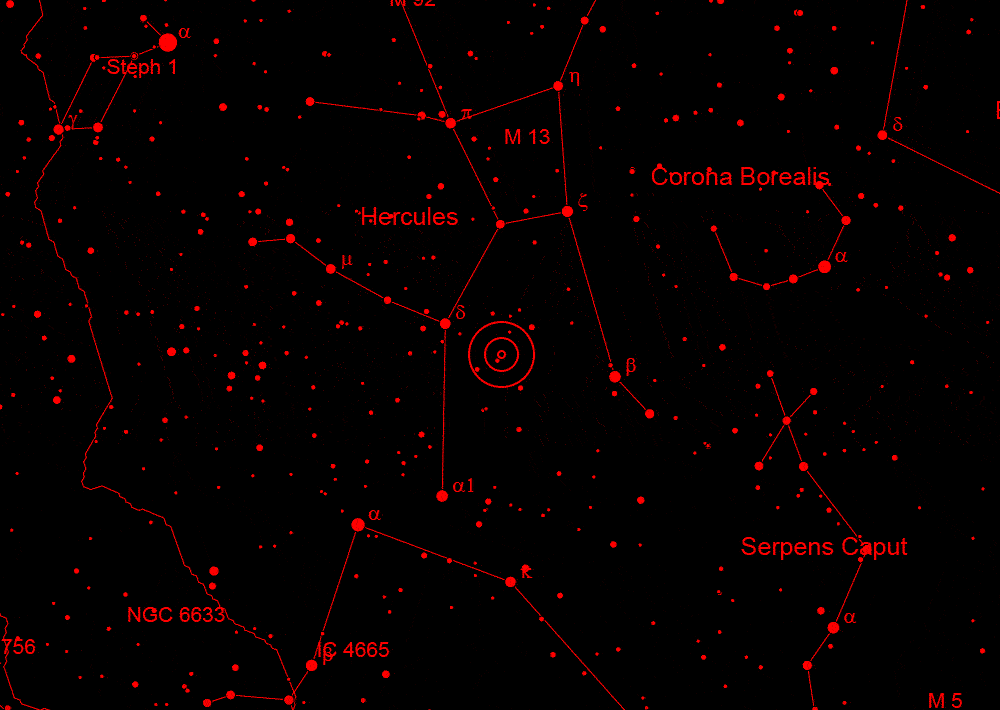 M 92
α
Steph 1
η
π
γ
δ
M 13
Corona Borealis
ζ
Hercules
α
μ
δ
β
α1
α
Serpens Caput
κ
NGC 6633
α
756
IC 4665
β
M 5